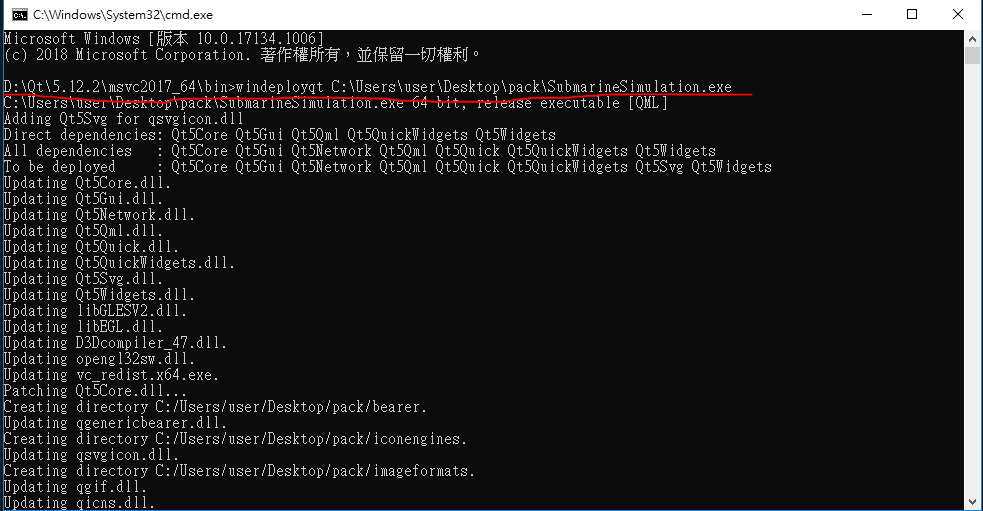 C:\Windows\System32\cmd.exe
Microsoft Windows [版本 10.0.17134.1006]
(c) 2018 Microsoft Corporation. 著作權所有，並保留一切權利。
D:\Qt\5.12.2\msvc2017_64\bin>windeployqt C:\Users\user\Desktop\pack\SubmarineSimulation.exe
C:\Users\user\Desktop\pack\SubmarineSimulation.exe 64 bit, release executable [QML]
Adding Qt5Svg for qsvgicon.dll
Direct dependencies: Qt5Core Qt5Gui Qt5Qml Qt5QuickWidgets Qt5Widgets
All dependencies   : Qt5Core Qt5Gui Qt5Network Qt5Qml Qt5Quick Qt5QuickWidgets Qt5Widgets
To be deployed     : Qt5Core Qt5Gui Qt5Network Qt5Qml Qt5Quick Qt5QuickWidgets Qt5Svg Qt5Widgets
Updating Qt5Core.dll.
Updating Qt5Gui.dll.
Updating Qt5Network.dll.
Updating Qt5Qml.dll.
Updating Qt5Quick.dll.
Updating Qt5QuickWidgets.dll.
Updating Qt5Svg.dll.
Updating Qt5Widgets.dll.
Updating libGLESV2.dll.
Updating libEGL.dll.
Updating D3Dcompiler_47.dll.
Updating opengl32sw.dll.
Updating vc_redist.x64.exe.
Patching Qt5Core.dll...
Creating directory C:/Users/user/Desktop/pack/bearer.
Updating qgenericbearer.dll.
Creating directory C:/Users/user/Desktop/pack/iconengines.
Updating qsvgicon.dll.
Creating directory C:/Users/user/Desktop/pack/imageformats.
Updating qgif.dll.
Updating qicns.dll.